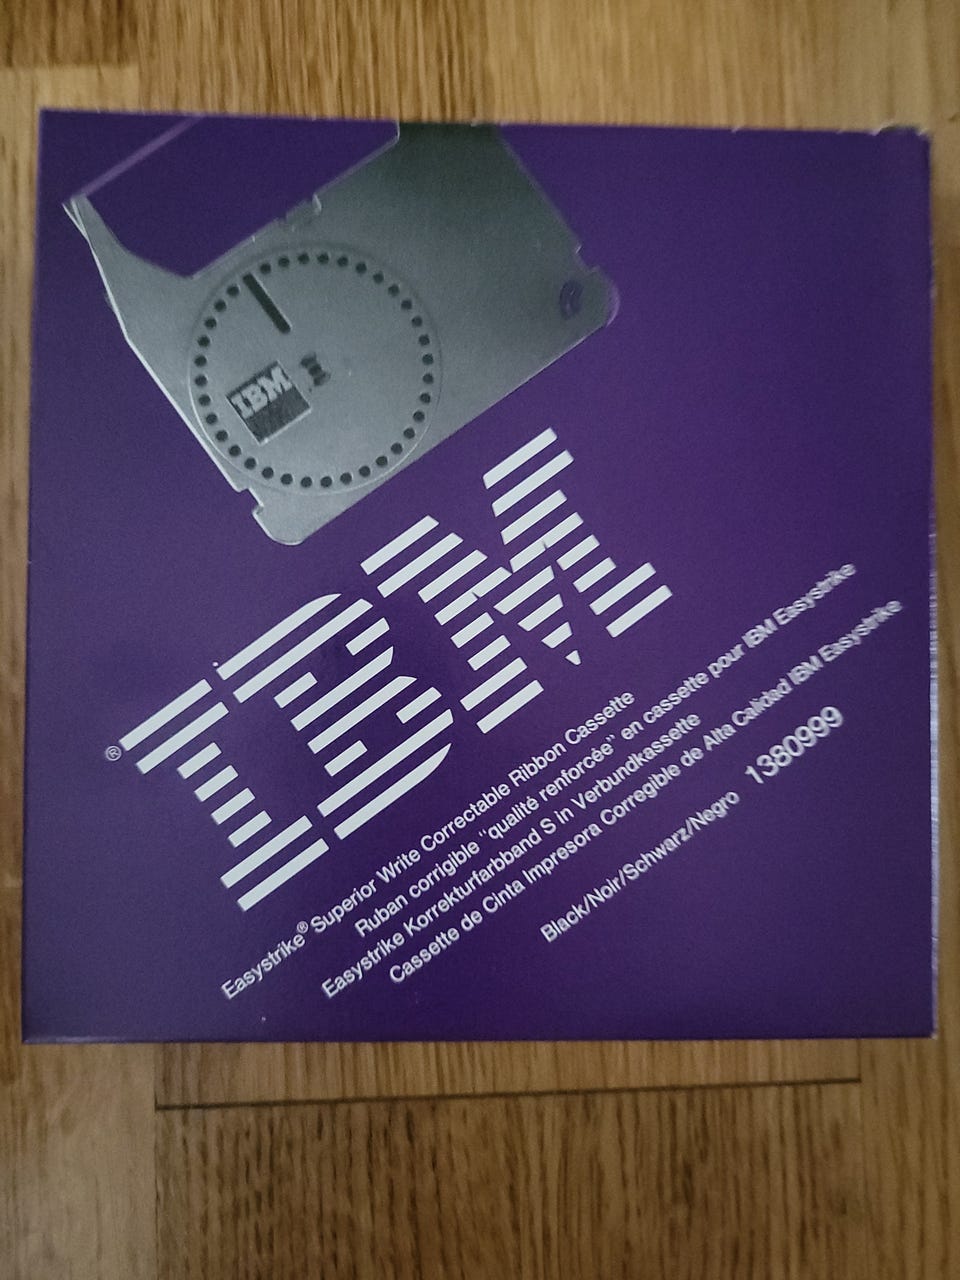 IBM
IBM
®
Easystrike® Superior Write Correctable Ribbon Cassette
Ruban corrigible "qualité renforcée" en cassette pour IBM Easystrike
Easystrike Korrekturfarbband S in Verbundkassette
Cassette de Cinta Impresora Corregible de Alta Calidad IBM Easystrike
Black/Noir/Schwarz/Negro 1380999